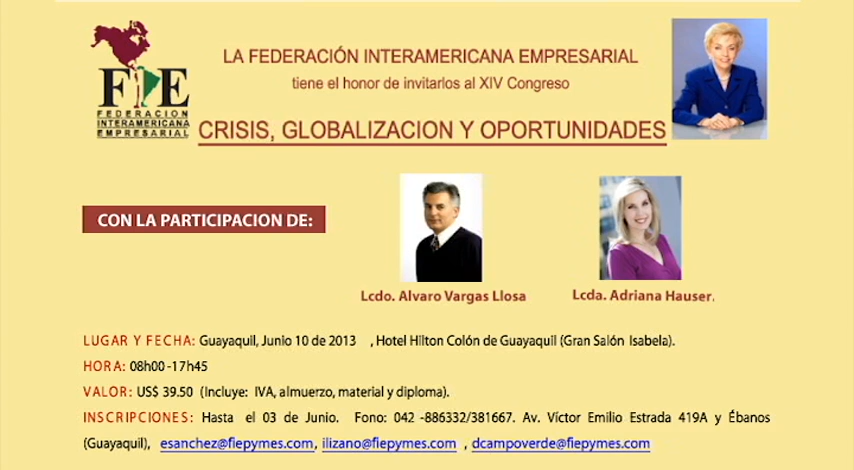 FIE
FEDERACION
INTERAMERICANA
EMPRESARIAL
LA FEDERACIÓN INTERAMERICANA EMPRESARIAL
tiene el honor de invitarlos al XIV Congreso
CRISIS, GLOBALIZACION Y OPORTUNIDADES
CON LA PARTICIPACION DE:
Lcdo. Alvaro Vargas Llosa
Lcda. Adriana Hauser.
LUGAR Y FECHA: Guayaquil, Junio 10 de 2013 , Hotel Hilton Colón de Guayaquil (Gran Salón Isabela).
HORA: 08h00 -17h45
VALOR: US$ 39.50 (Incluye: IVA, almuerzo, material y diploma).
INSCRIPCIONES: Hasta el 03 de Junio. Fono: 042 -886332/381667. Av. Víctor Emilio Estrada 419A y Ébanos
(Guayaquil), esanchez@fiepymes.com, ilizano@fiepymes.com , dcampoverde@fiepymes.com